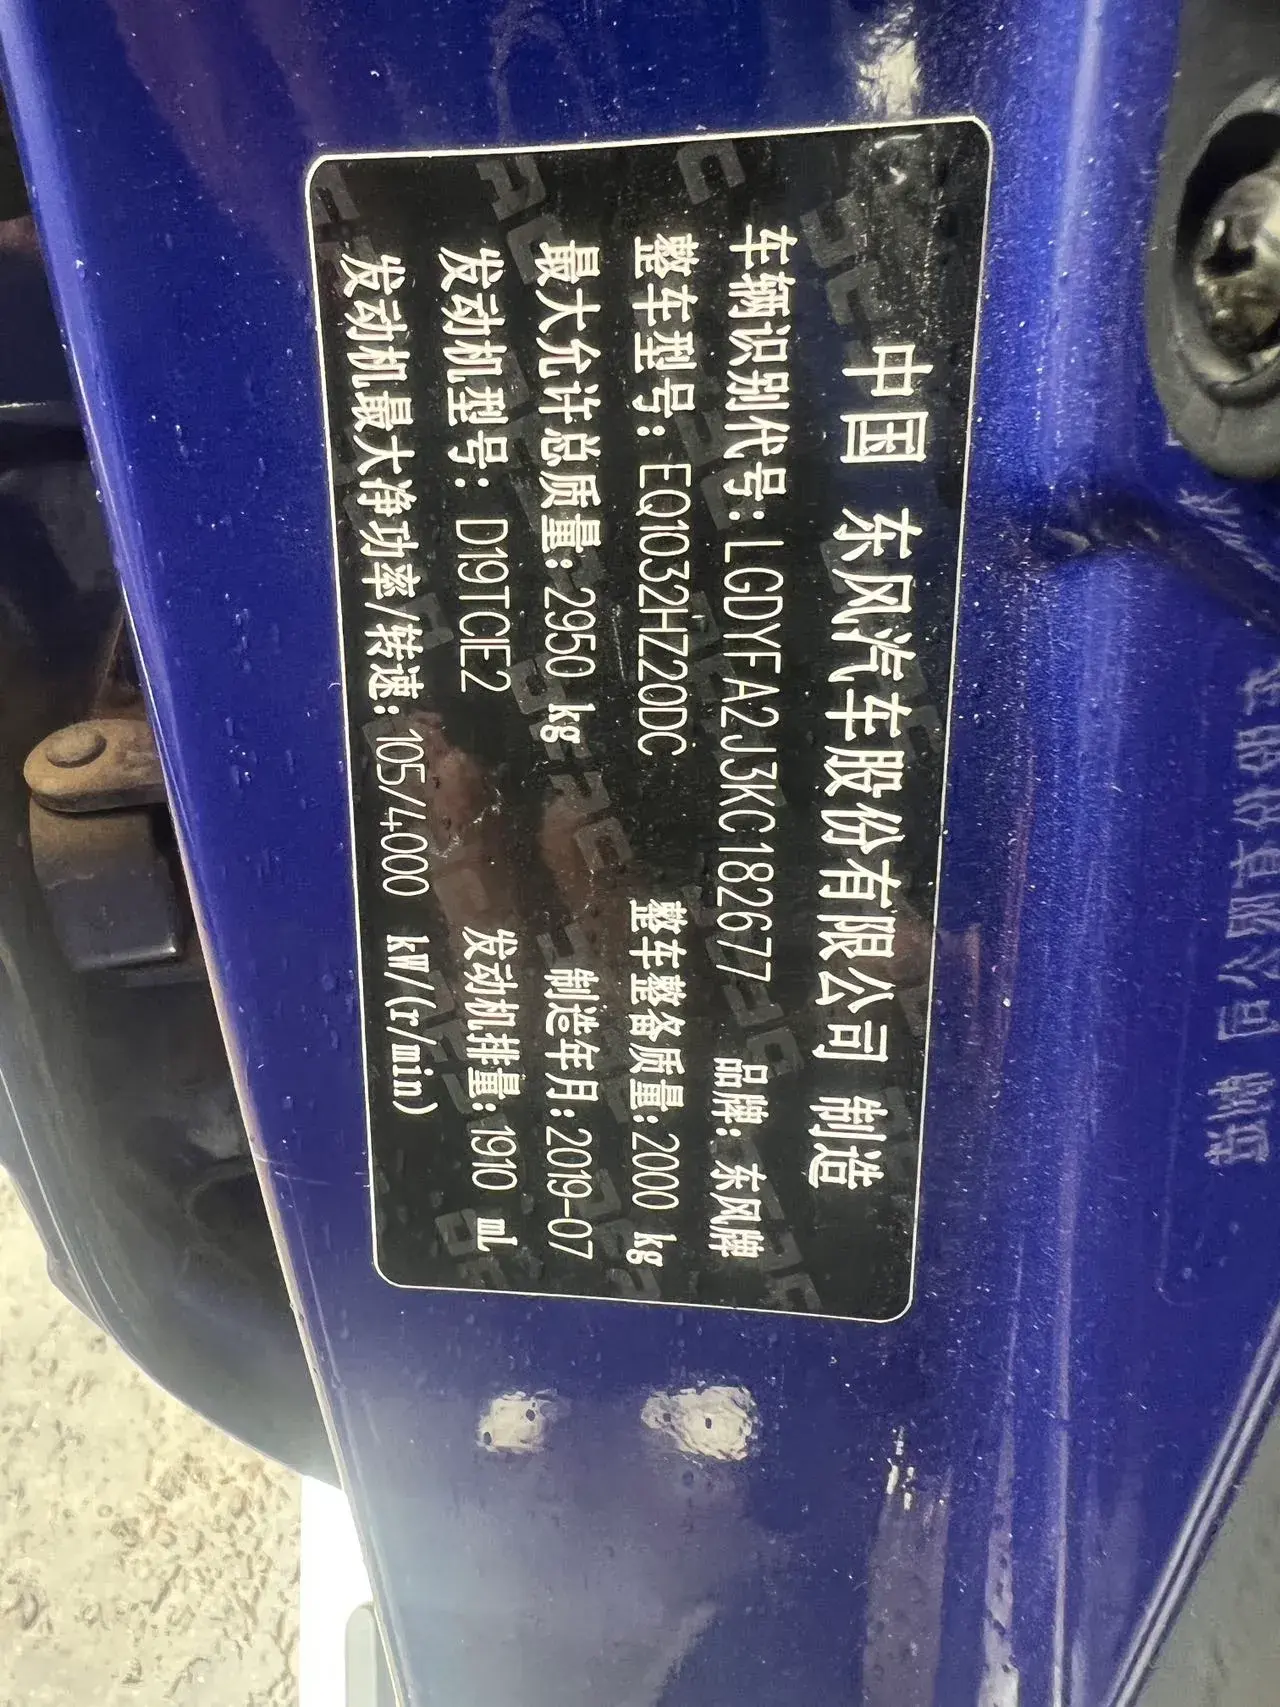 中国 东风汽车股份有限公司 制造
车辆识别代号：LGDYFA2J3KC182677 品牌：东风牌
整车型号：EQ1032HZ20DC 整车整备质量：2000 kg
最大允许总质量：2950 kg 制造年月：2019-07
发动机型号：D19TCIE2 发动机排量：1910 mL
发动机最大净功率/转速：105/4000 kW/(r/min)